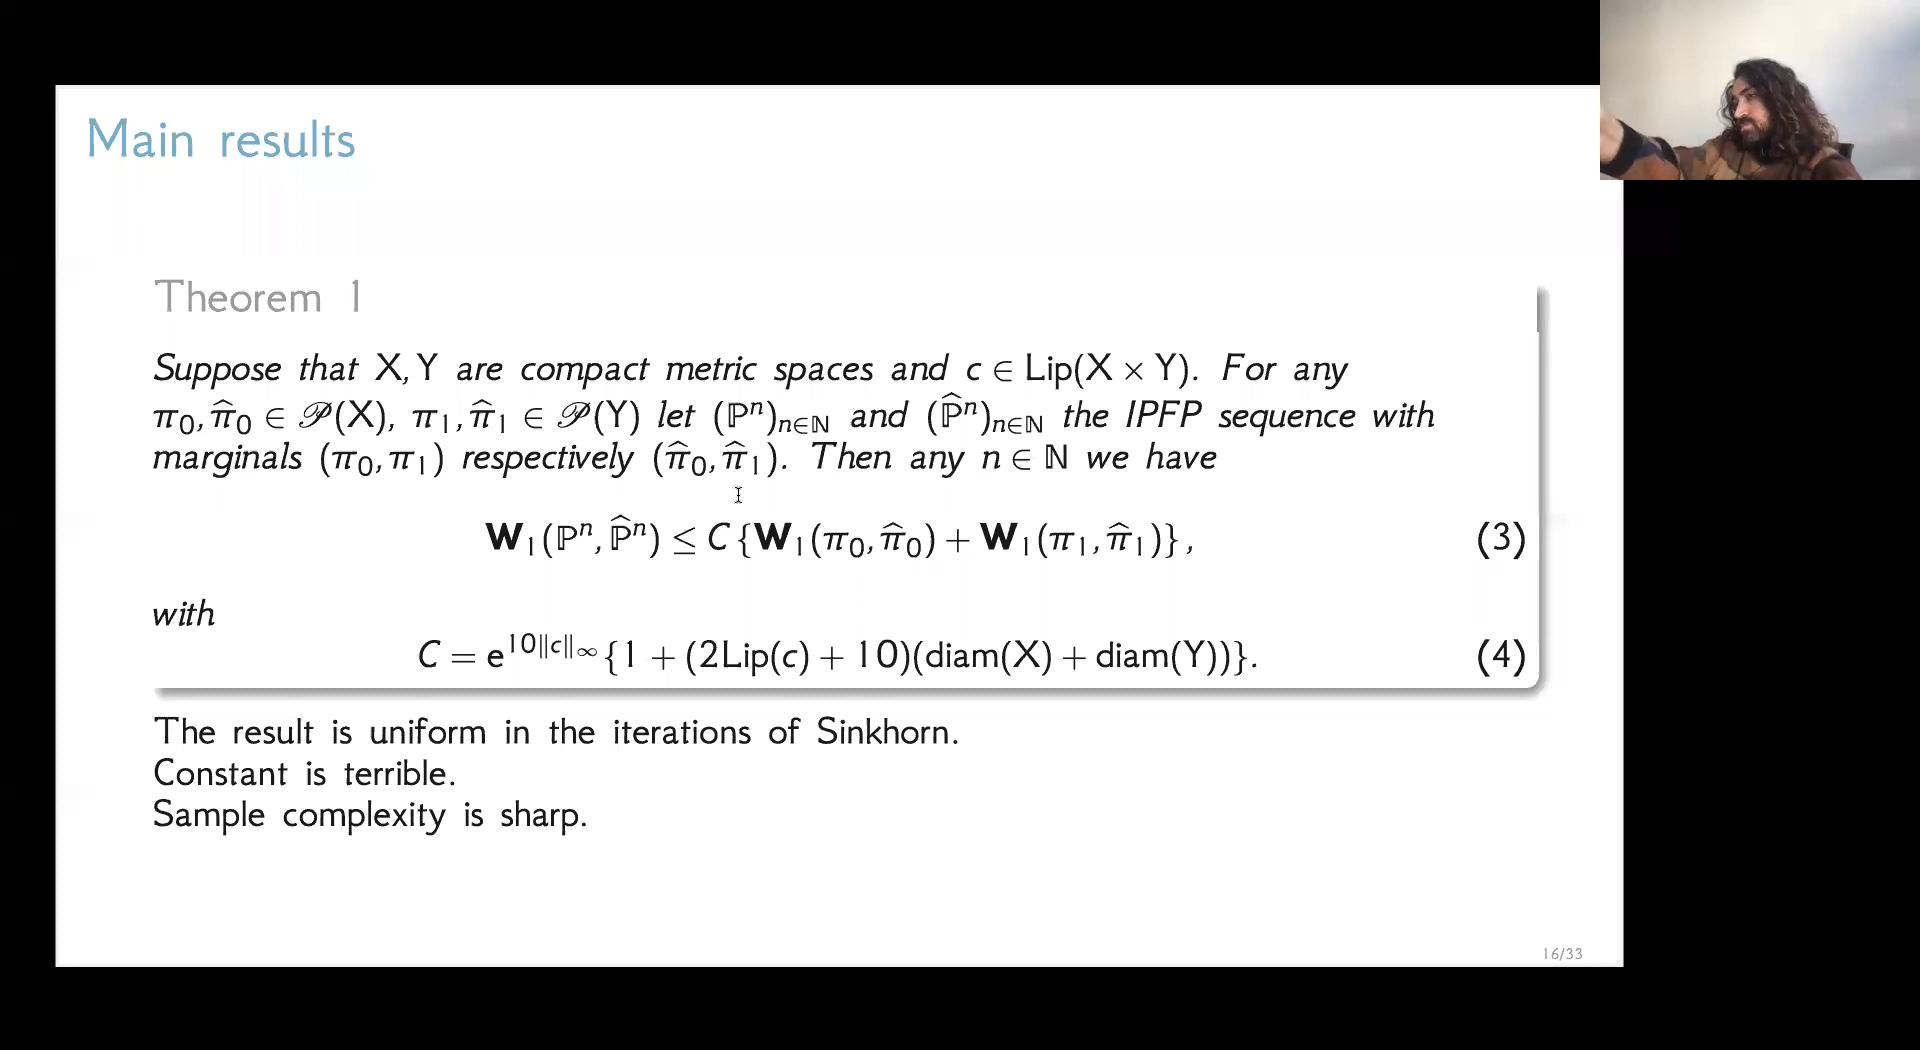 Main results
Theorem 1
Suppose that X, Y are compact metric spaces and c ∈ Lip(X × Y). For any
π₀, π̂₀ ∈ 𝒫(X), π₁, π̂₁ ∈ 𝒫(Y) let (ℙⁿ)ₙ∈ℕ and (ℙ̂ⁿ)ₙ∈ℕ the IPFP sequence with
marginals (π₀, π₁) respectively (π̂₀, π̂₁). Then any n ∈ ℕ we have
W₁(ℙⁿ, ℙ̂ⁿ) ≤ C {W₁(π₀, π̂₀) + W₁(π₁, π̂₁)} , (3)
with
C = e^{10‖c‖∞} {1 + (2Lip(c) + 10)(diam(X) + diam(Y))}. (4)
The result is uniform in the iterations of Sinkhorn.
Constant is terrible.
Sample complexity is sharp.
16/33